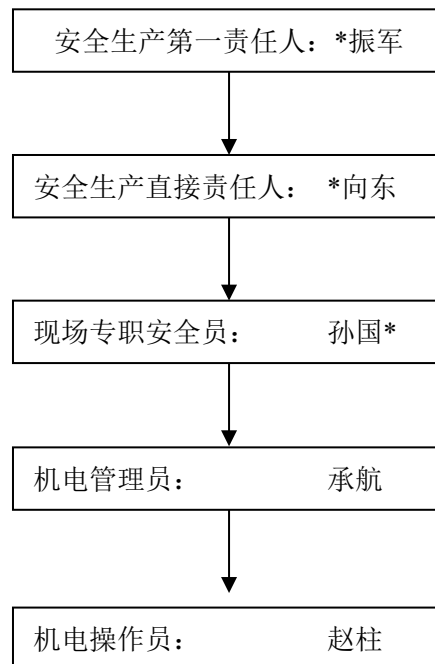 安全生产第一责任人：*振军
安全生产直接责任人： *向东
现场专职安全员： 孙国*
机电管理员： 承航
机电操作员： 赵柱